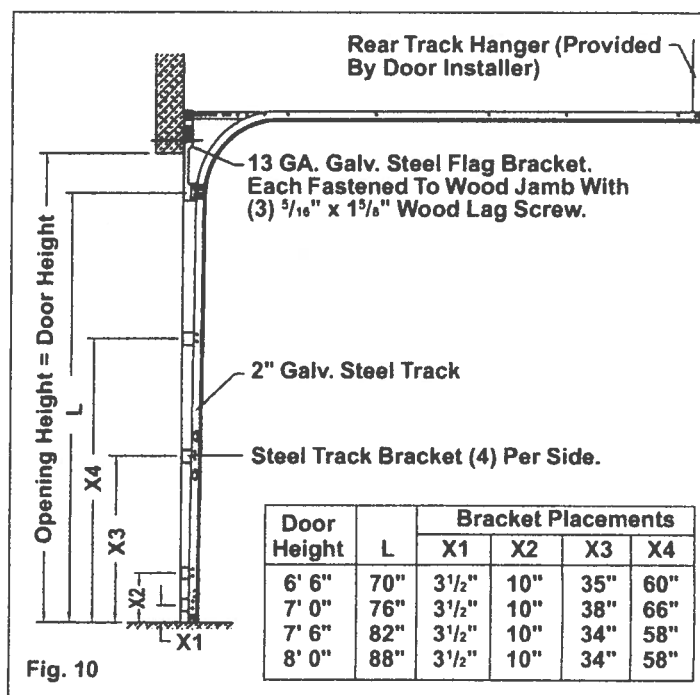 Rear Track Hanger (Provided
By Door Installer)
13 GA. Galv. Steel Flag Bracket.
Each Fastened To Wood Jamb With
(3) 5/16" x 1 5/8" Wood Lag Screw.
Opening Height = Door Height
L
X4
2" Galv. Steel Track
X3
Steel Track Bracket (4) Per Side.
X2
X1
Door Height L Bracket Placements
X1 X2 X3 X4
6' 6" 70" 3 1/2" 10" 35" 60"
7' 0" 76" 3 1/2" 10" 38" 66"
7' 6" 82" 3 1/2" 10" 34" 58"
8' 0" 88" 3 1/2" 10" 34" 58"
Fig. 10